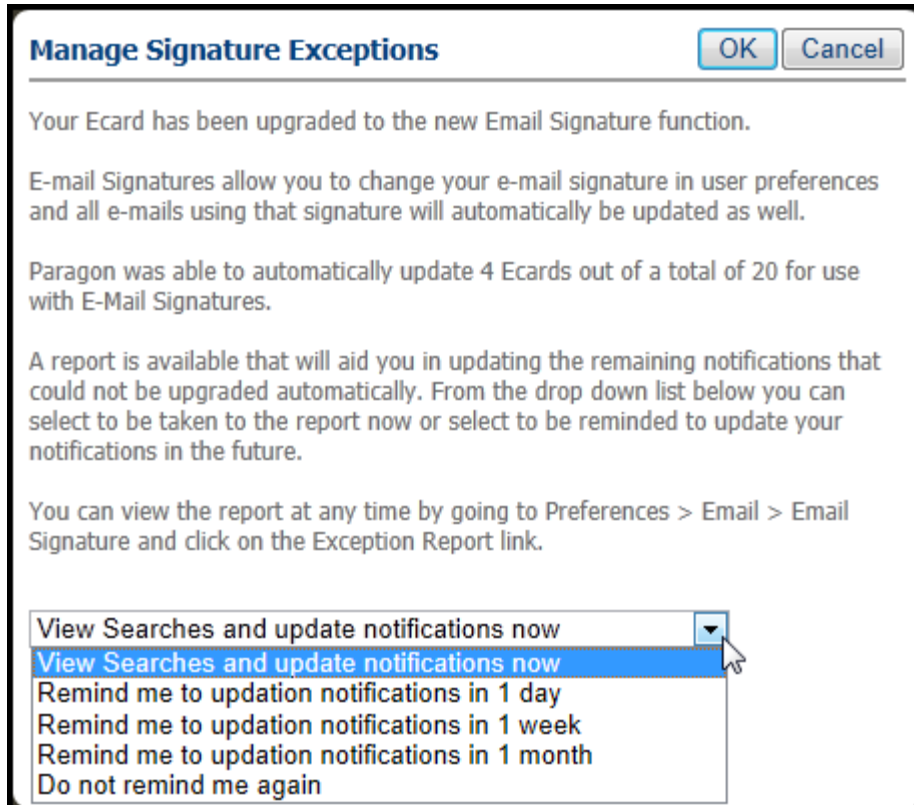 Manage Signature Exceptions
OK
Cancel
Your Ecard has been upgraded to the new Email Signature function.
E-mail Signatures allow you to change your e-mail signature in user preferences
and all e-mails using that signature will automatically be updated as well.
Paragon was able to automatically update 4 Ecards out of a total of 20 for use
with E-Mail Signatures.
A report is available that will aid you in updating the remaining notifications that
could not be upgraded automatically. From the drop down list below you can
select to be taken to the report now or select to be reminded to update your
notifications in the future.
You can view the report at any time by going to Preferences > Email > Email
Signature and click on the Exception Report link.
View Searches and update notifications now
View Searches and update notifications now
Remind me to updation notifications in 1 day
Remind me to updation notifications in 1 week
Remind me to updation notifications in 1 month
Do not remind me again